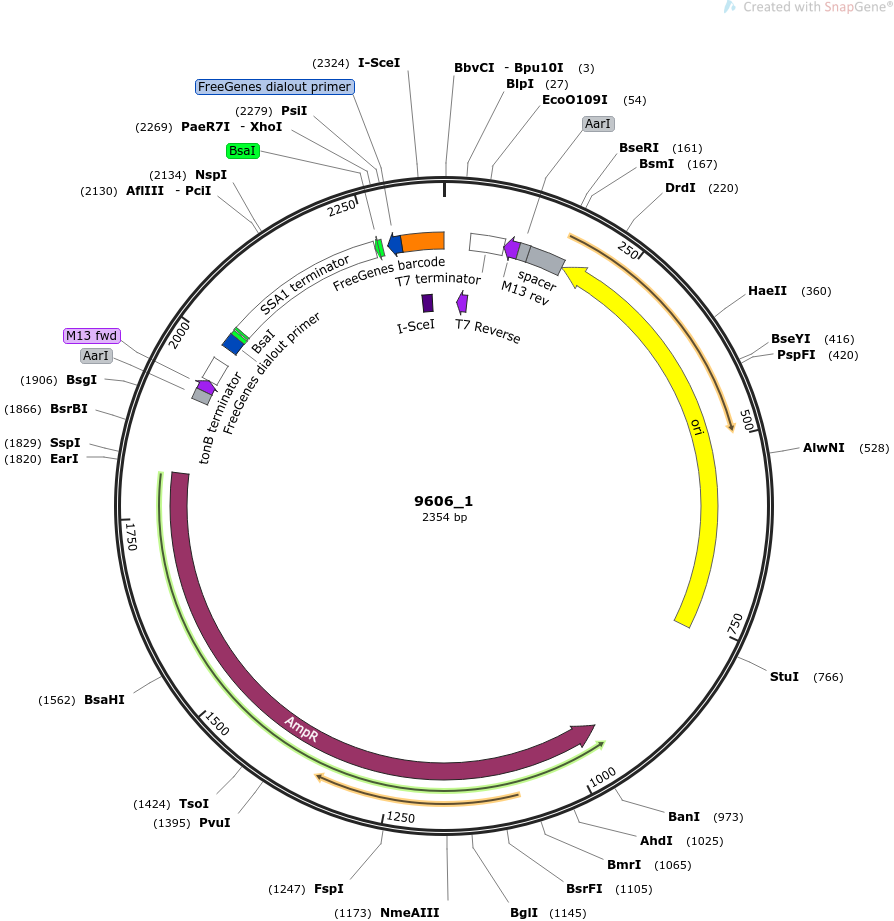 Created with SnapGene®
(2324) I-SceI
BbvCI - Bpu10I (3)
FreeGenes dialout primer
BlpI (27)
(2279) PsiI
EcoO109I (54)
(2269) PaeR7I - XhoI
AarI
BsaI
BseRI (161)
BsmI (167)
(2134) NspI
DrdI (220)
(2130) AflIII - PciI
2250
250
SSA1 terminator
FreeGenes barcode
T7 terminator
spacer
M13 rev
HaeII (360)
I-SceI
T7 Reverse
2000
BsaI
FreeGenes dialout primer
M13 fwd
AarI
BseYI (416)
PspFI (420)
(1906) BsgI
tonB terminator
(1866) BsrBI
500
ori
(1829) SspI
(1820) EarI
AlwNI (528)
9606_1
2354 bp
1750
750
StuI (766)
(1562) BsaHI
1500
AmpR
1000
(1424) TsoI
(1395) PvuI
1250
BanI (973)
AhdI (1025)
BmrI (1065)
(1247) FspI
BsrFI (1105)
(1173) NmeAIII
BglI (1145)